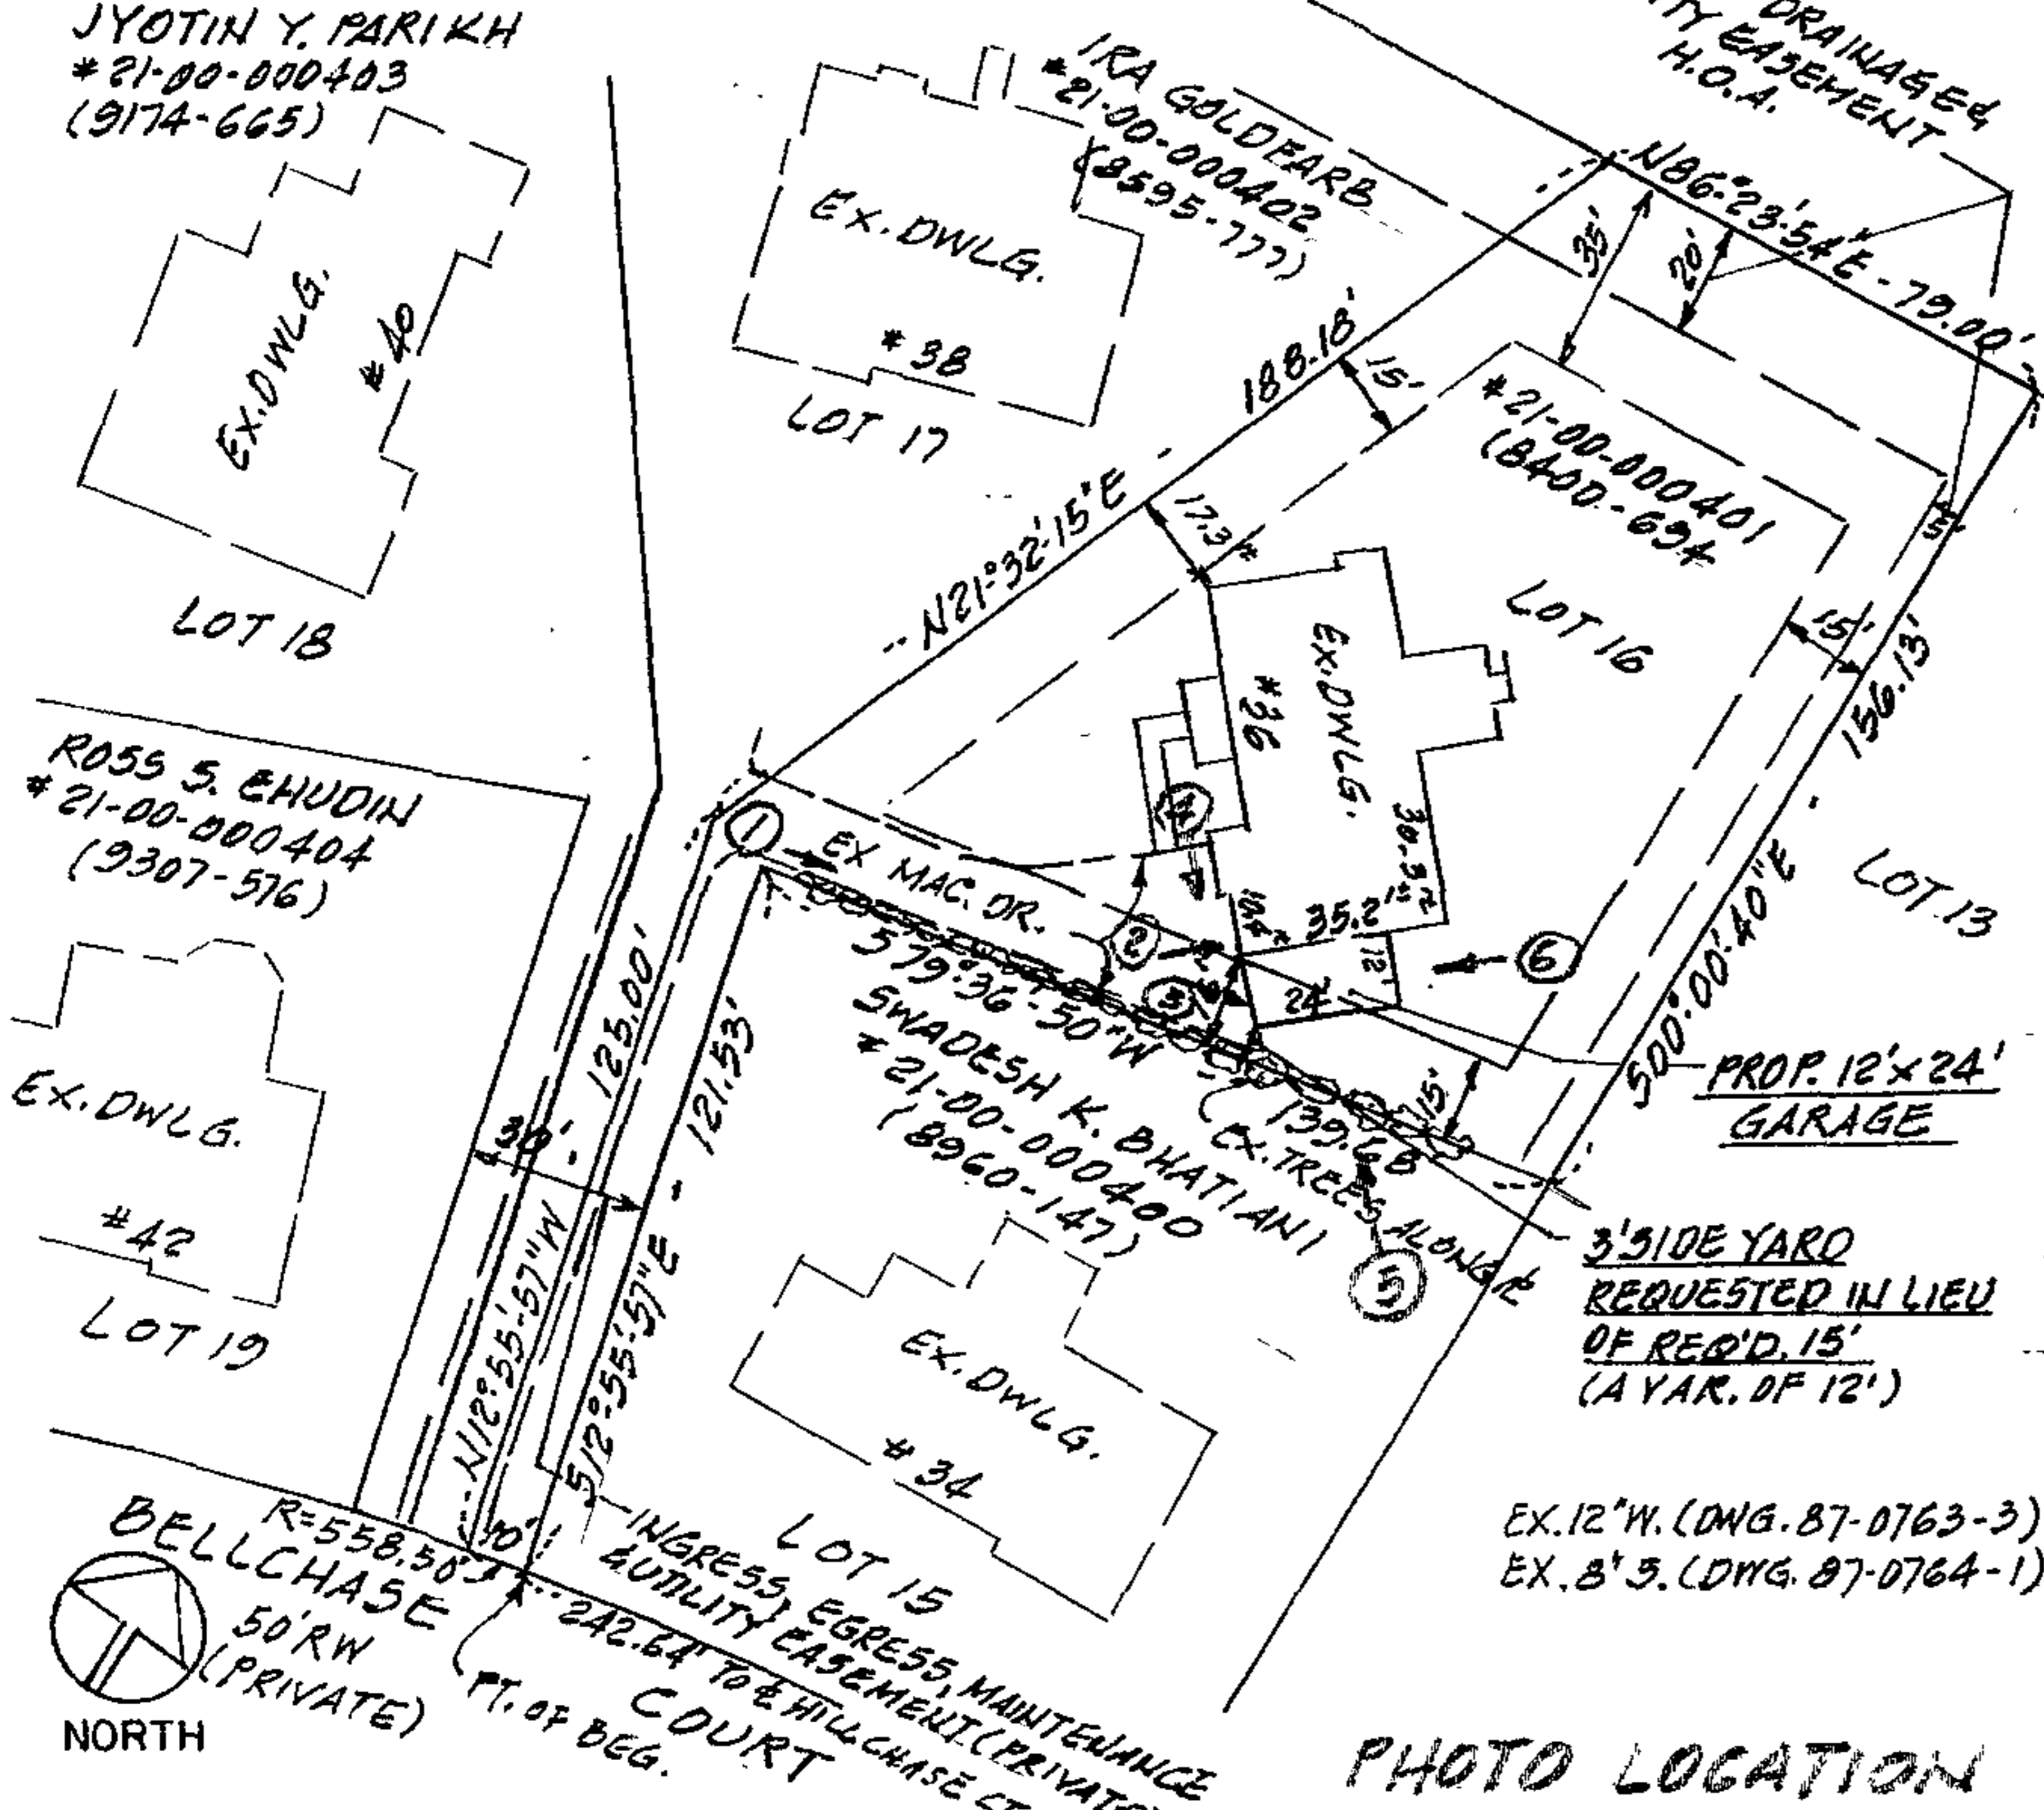 JYOTIN Y. PARIKH
#21-00-000403
(9174-665)
EX. DWLG.
#40
LOT 18
IRA GOLDFARB
#21-00-000402
(8595-777)
EX. DWLG.
#38
LOT 17
DRAINAGE &
EASEMENT
H.O.A.
N86°-23'-54"E - 79.00'
35'
20'
188.18'
15'
N21°-32'-15"E
17.3'±
#21-00-000401
(8400-694
LOT 16
5'
15'
156.13'
S00°-00'-40"E
LOT 13
EX. DWLG.
#36
30.3'±
35.2'±
12'
24'
1
2
3
4
5
6
EX MAC. DR.
S79°-36'-50"W
139.68'
15'
SWADESH K. BHATIANI
#21-00-000400
(8960-147)
EX. TREES ALONG
PROP. 12'x24'
GARAGE
3' SIDE YARD
REQUESTED IN LIEU
OF REQ'D. 15'
(A VAR. OF 12')
ROSS S. EHUDIN
#21-00-000404
(9307-576)
EX. DWLG.
#42
LOT 19
30'
125.00'
N12°-55'-57"W
121.53'
S12°-55'-57"E
EX. DWLG.
#34
LOT 15
INGRESS, EGRESS, MAINTENANCE
& UTILITY EASEMENT (PRIVATE)
R=558.50'
10'
242.64' TO ℄ HILLCHASE CT.
BELLCHASE
COURT
50' RW
(PRIVATE)
PT. OF BEG.
NORTH
EX. 12"W. (DWG. 87-0763-3)
EX. 8"S. (DWG. 87-0764-1)
PHOTO LOCATION